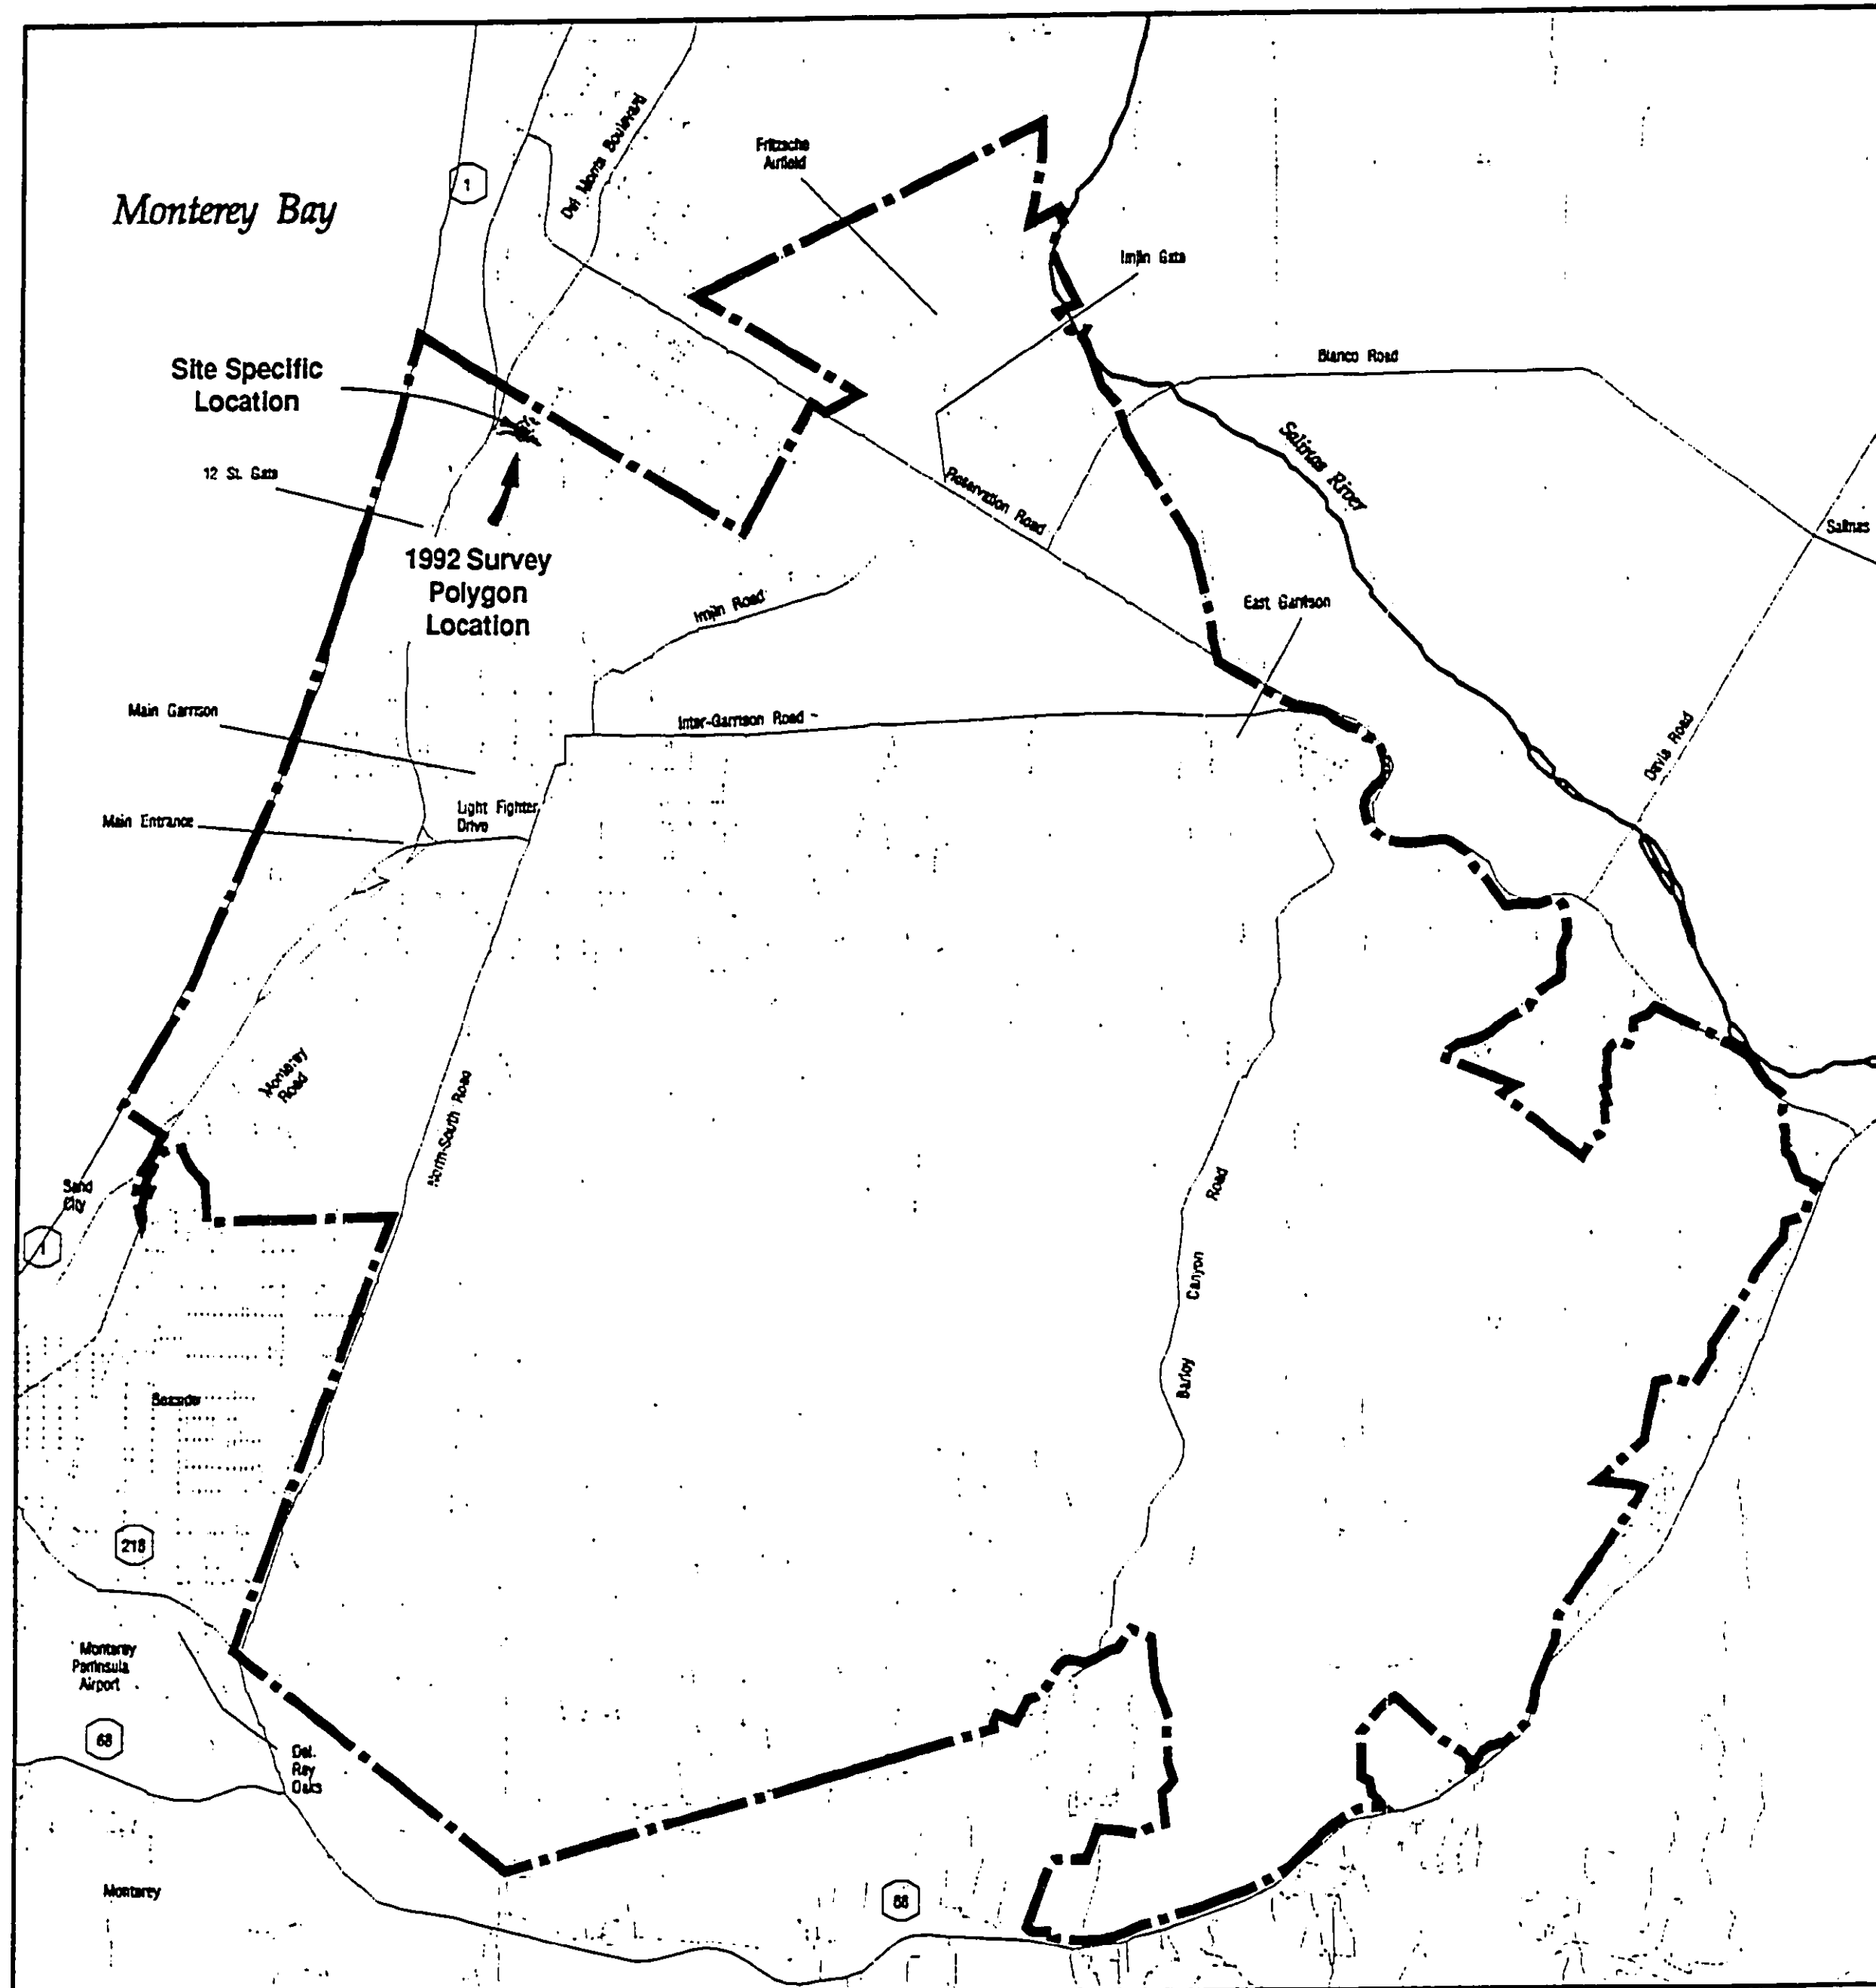 Monterey Bay
1
Del Monte Boulevard
Fritzsche
Airfield
Imjin Gate
Blanco Road
Site Specific
Location
12 St. Gate
1992 Survey
Polygon
Location
Reservation Road
Salinas River
Salinas
Imjin Road
East Garrison
Main Garrison
Inter-Garrison Road
Davis Road
Main Entrance
Light Fighter
Drive
Monterey
Road
North-South Road
Sand
City
1
Barloy Canyon Road
Seaside
218
Monterey
Peninsula
Airport
68
Del
Rey
Oaks
Monterey
68